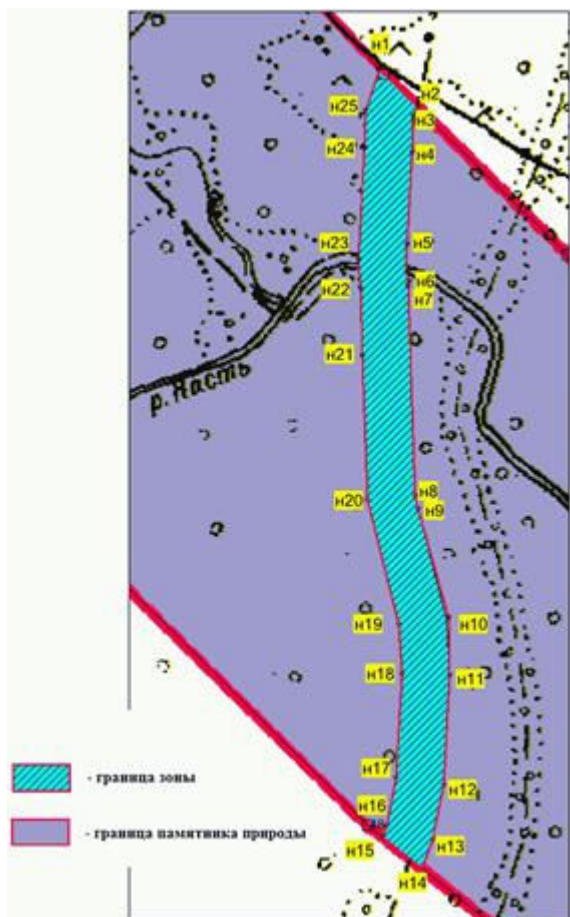 н1
н2
н3
н25
н24
н4
н23
н5
н22
н6
н7
н21
р. Насть
н20
н8
н9
н19
н10
н18
н11
н17
н12
- граница зоны
н16
- граница памятника природы
н15
н13
н14